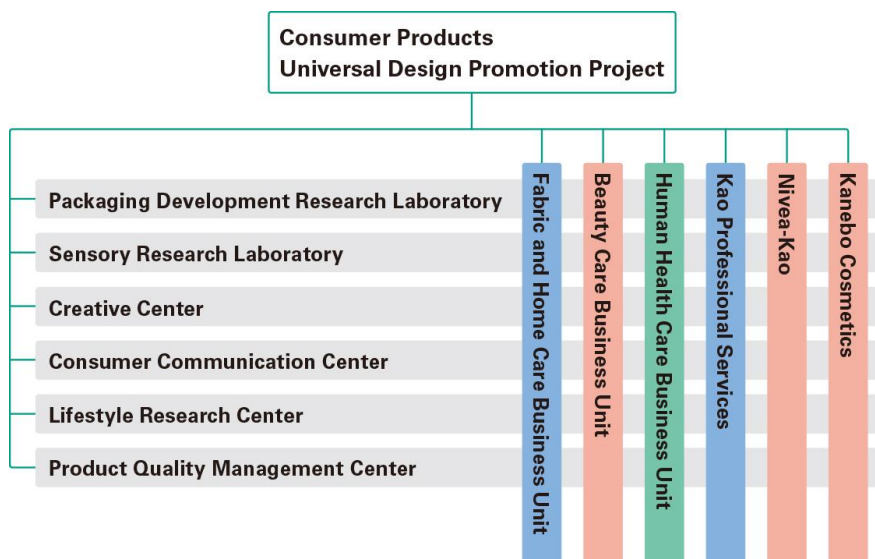 Consumer Products
Universal Design Promotion Project
Packaging Development Research Laboratory
Sensory Research Laboratory
Creative Center
Consumer Communication Center
Lifestyle Research Center
Product Quality Management Center
Fabric and Home Care Business Unit
Beauty Care Business Unit
Human Health Care Business Unit
Kao Professional Services
Nivea-Kao
Kanebo Cosmetics